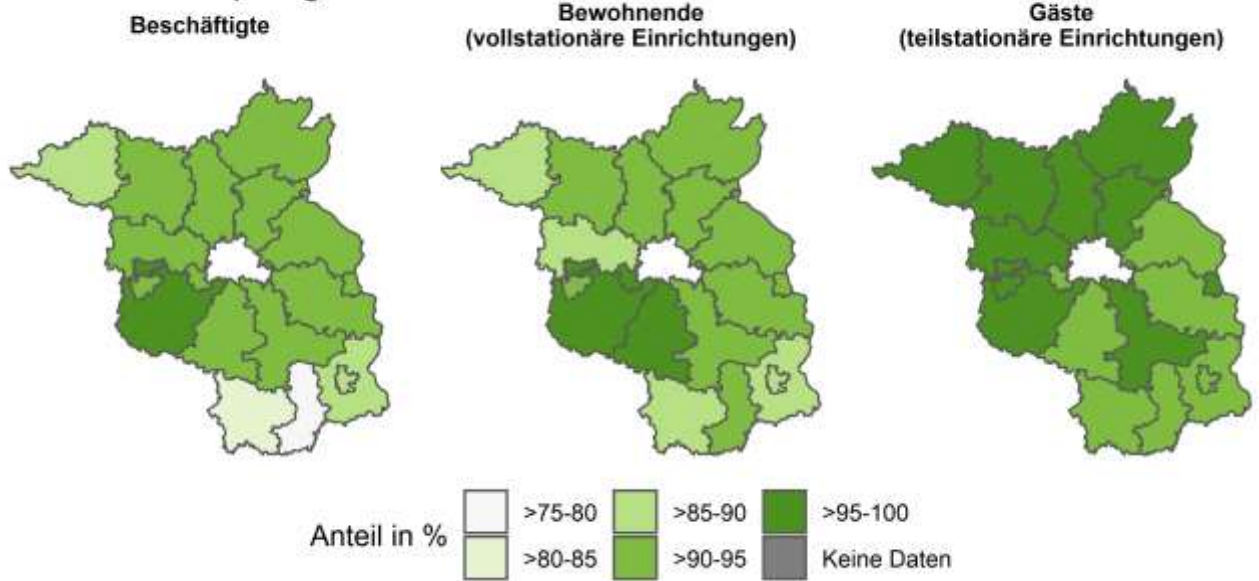 Beschäftigte
Bewohnende
(vollstationäre Einrichtungen)
Gäste
(teilstationäre Einrichtungen)
Anteil in %
>75-80
>85-90
>95-100
>80-85
>90-95
Keine Daten